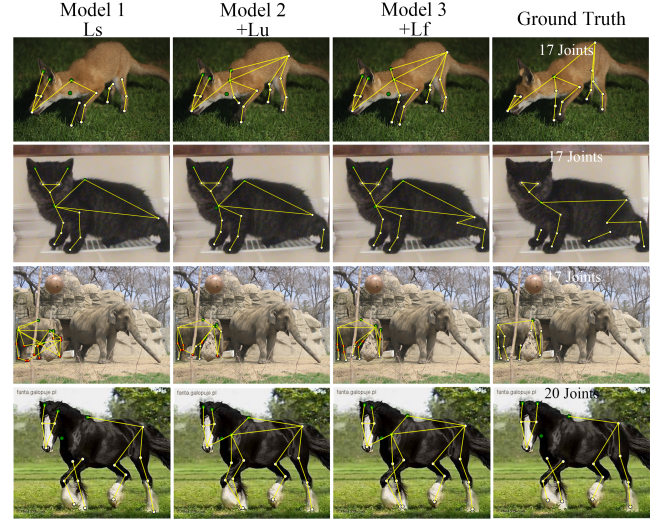 Model 1
Ls
Model 2
+Lu
Model 3
+Lf
Ground Truth
17 Joints
17 Joints
17 Joints
fanta.galopuje.pl
fanta.galopuje.pl
fanta.galopuje.pl
fanta.galopuje.pl
20 Joints